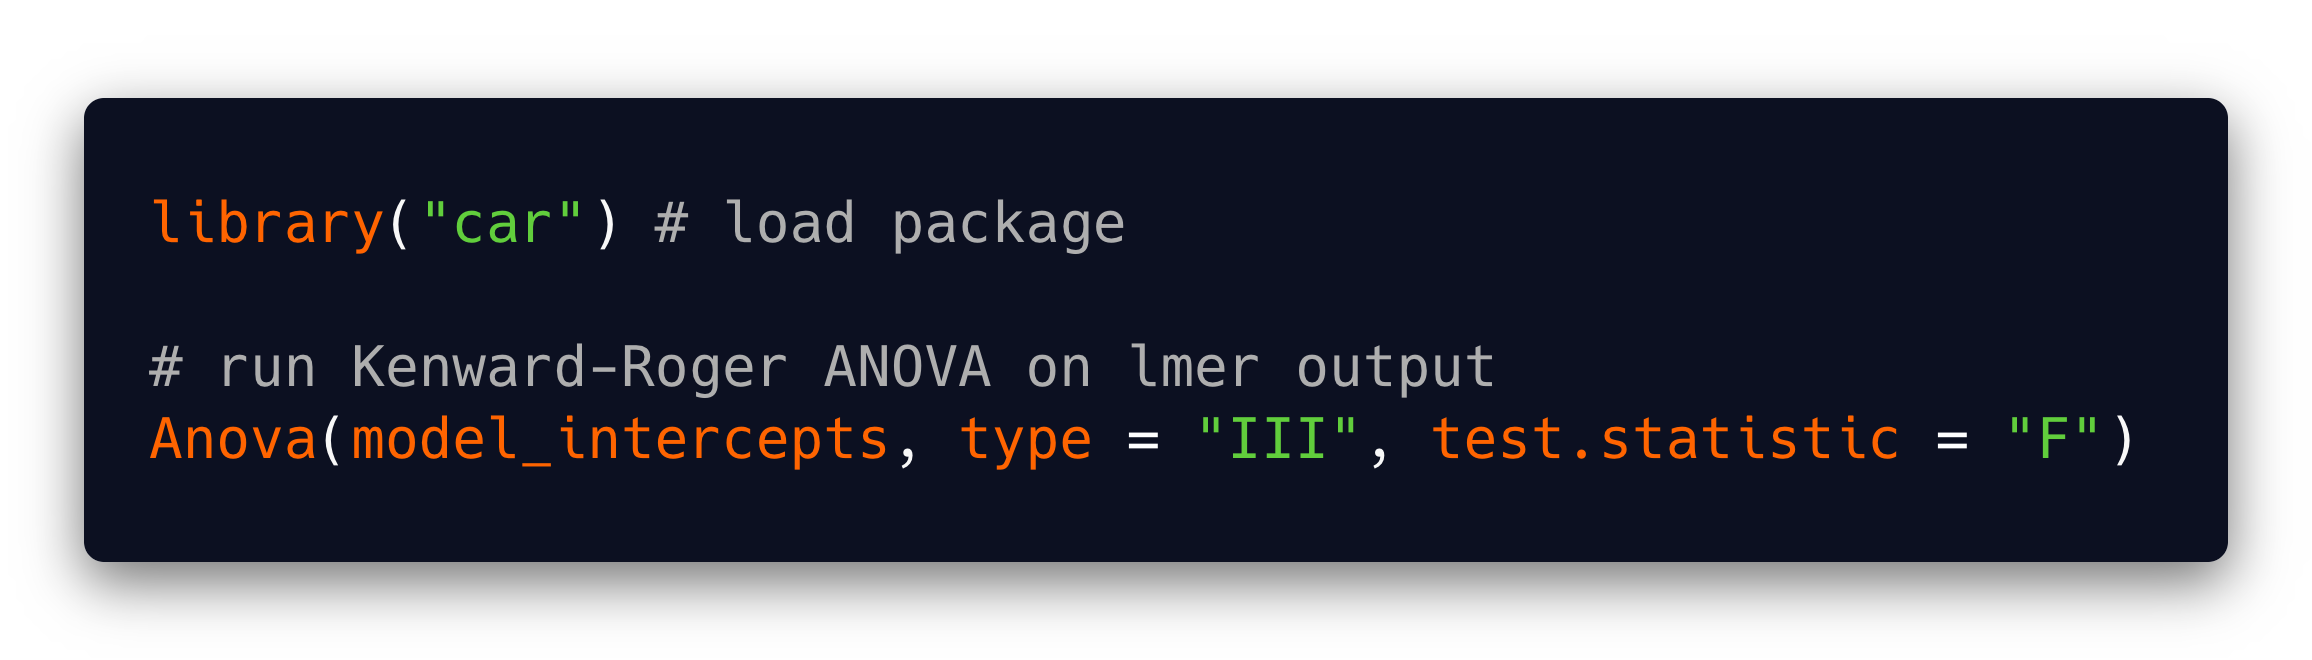 library("car") # load package
# run Kenward-Roger ANOVA on lmer output
Anova(model_intercepts, type = "III", test.statistic = "F")